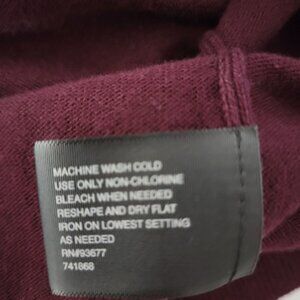 MACHINE WASH COLD
USE ONLY NON-CHLORINE
BLEACH WHEN NEEDED
RESHAPE AND DRY FLAT
IRON ON LOWEST SETTING
AS NEEDED
RN#93677
741868